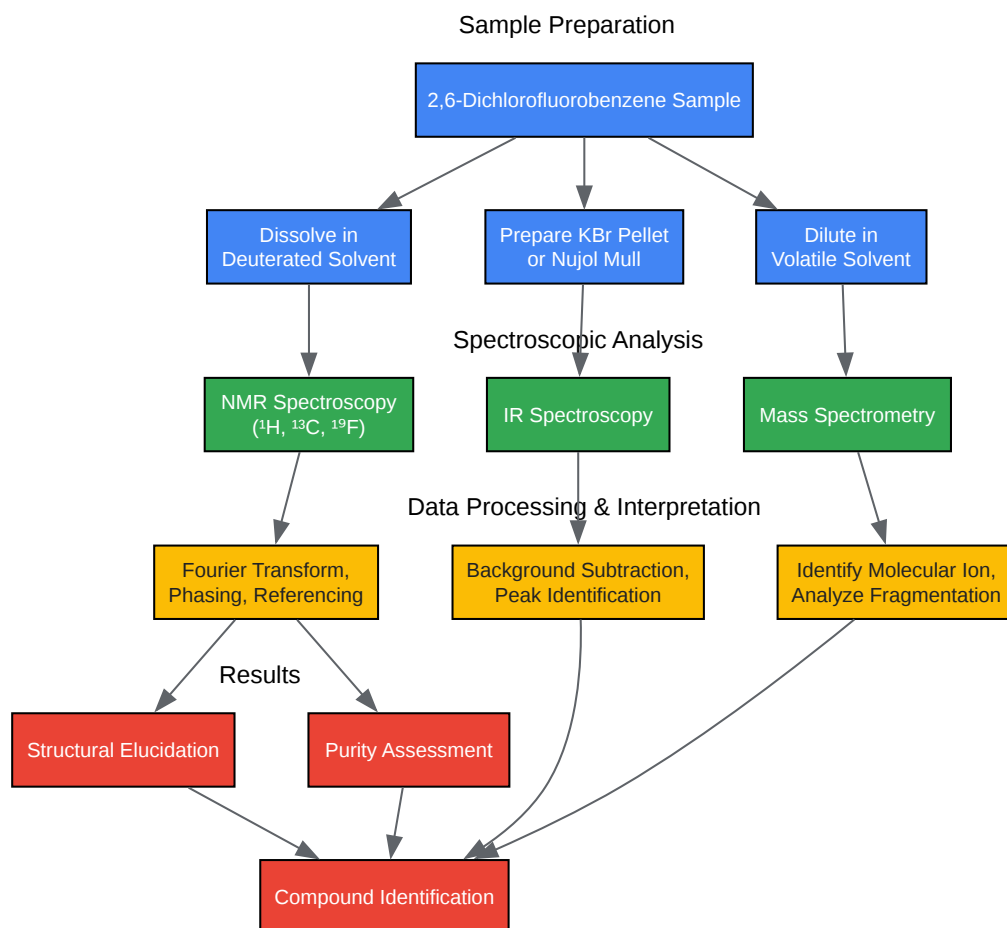 Sample Preparation
2,6-Dichlorofluorobenzene Sample
Dissolve in
Deuterated Solvent
Prepare KBr Pellet
or Nujol Mull
Dilute in
Volatile Solvent
Spectroscopic Analysis
NMR Spectroscopy
(¹H, ¹³C, ¹⁹F)
IR Spectroscopy
Mass Spectrometry
Data Processing & Interpretation
Fourier Transform,
Phasing, Referencing
Background Subtraction,
Peak Identification
Identify Molecular Ion,
Analyze Fragmentation
Results
Structural Elucidation
Purity Assessment
Compound Identification